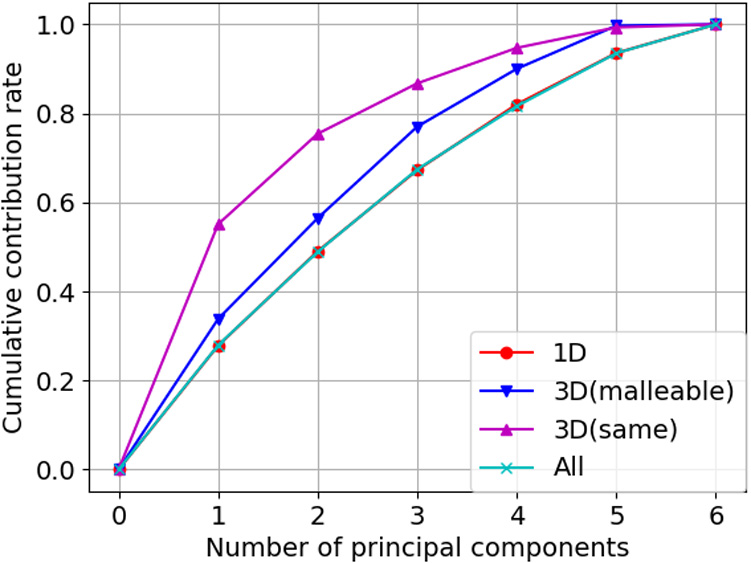 Cumulative contribution rate
1.0
0.8
0.6
0.4
0.2
0.0
1D
3D(malleable)
3D(same)
All
0 1 2 3 4 5 6
Number of principal components